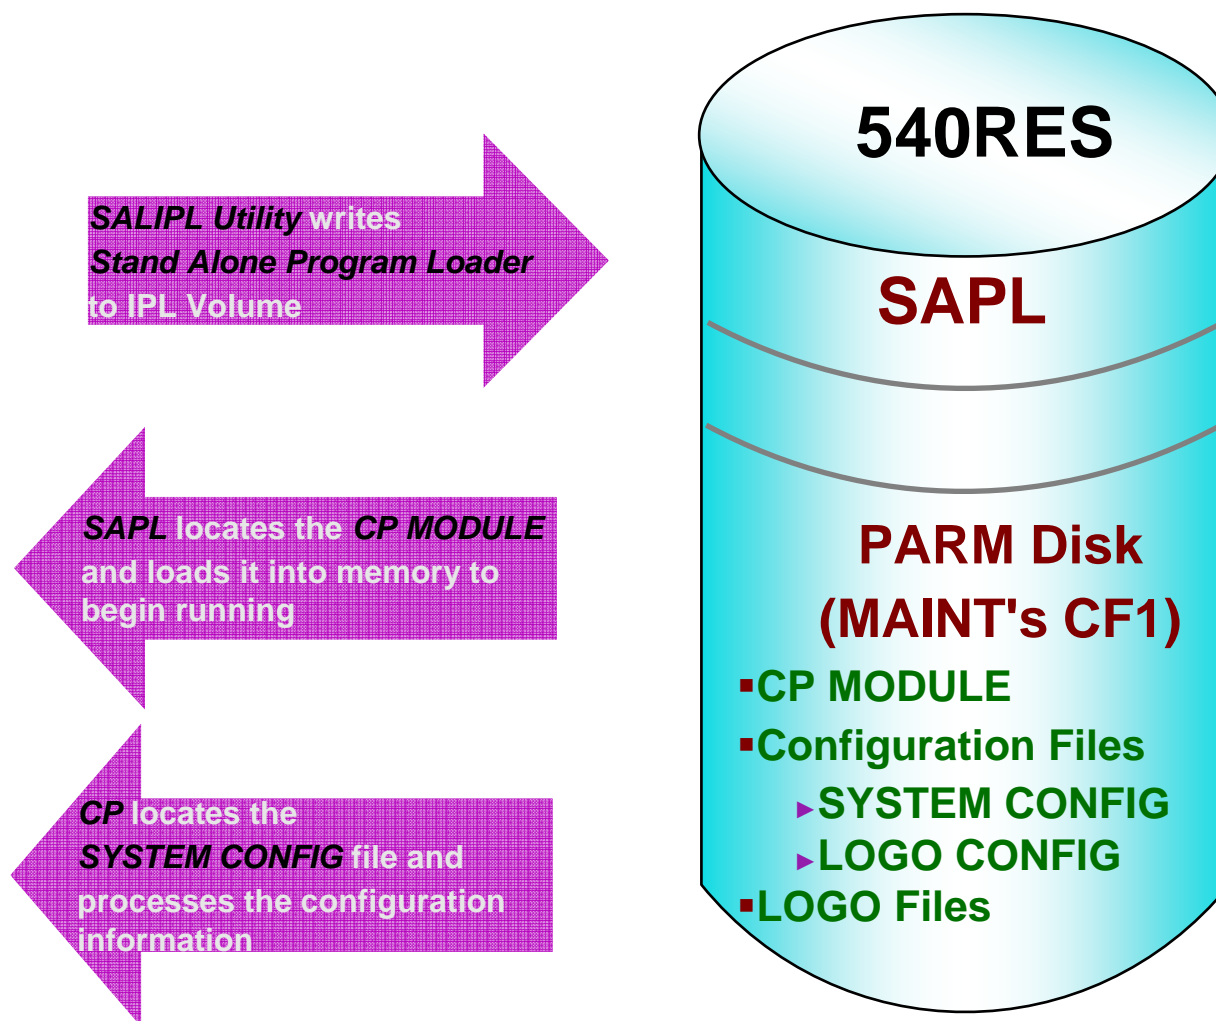 SALIPL Utility writes
Stand Alone Program Loader
to IPL Volume
SAPL locates the CP MODULE
and loads it into memory to
begin running
CP locates the
SYSTEM CONFIG file and
processes the configuration
information
540RES
SAPL
PARM Disk
(MAINT's CF1)
▪CP MODULE
▪Configuration Files
►SYSTEM CONFIG
►LOGO CONFIG
▪LOGO Files